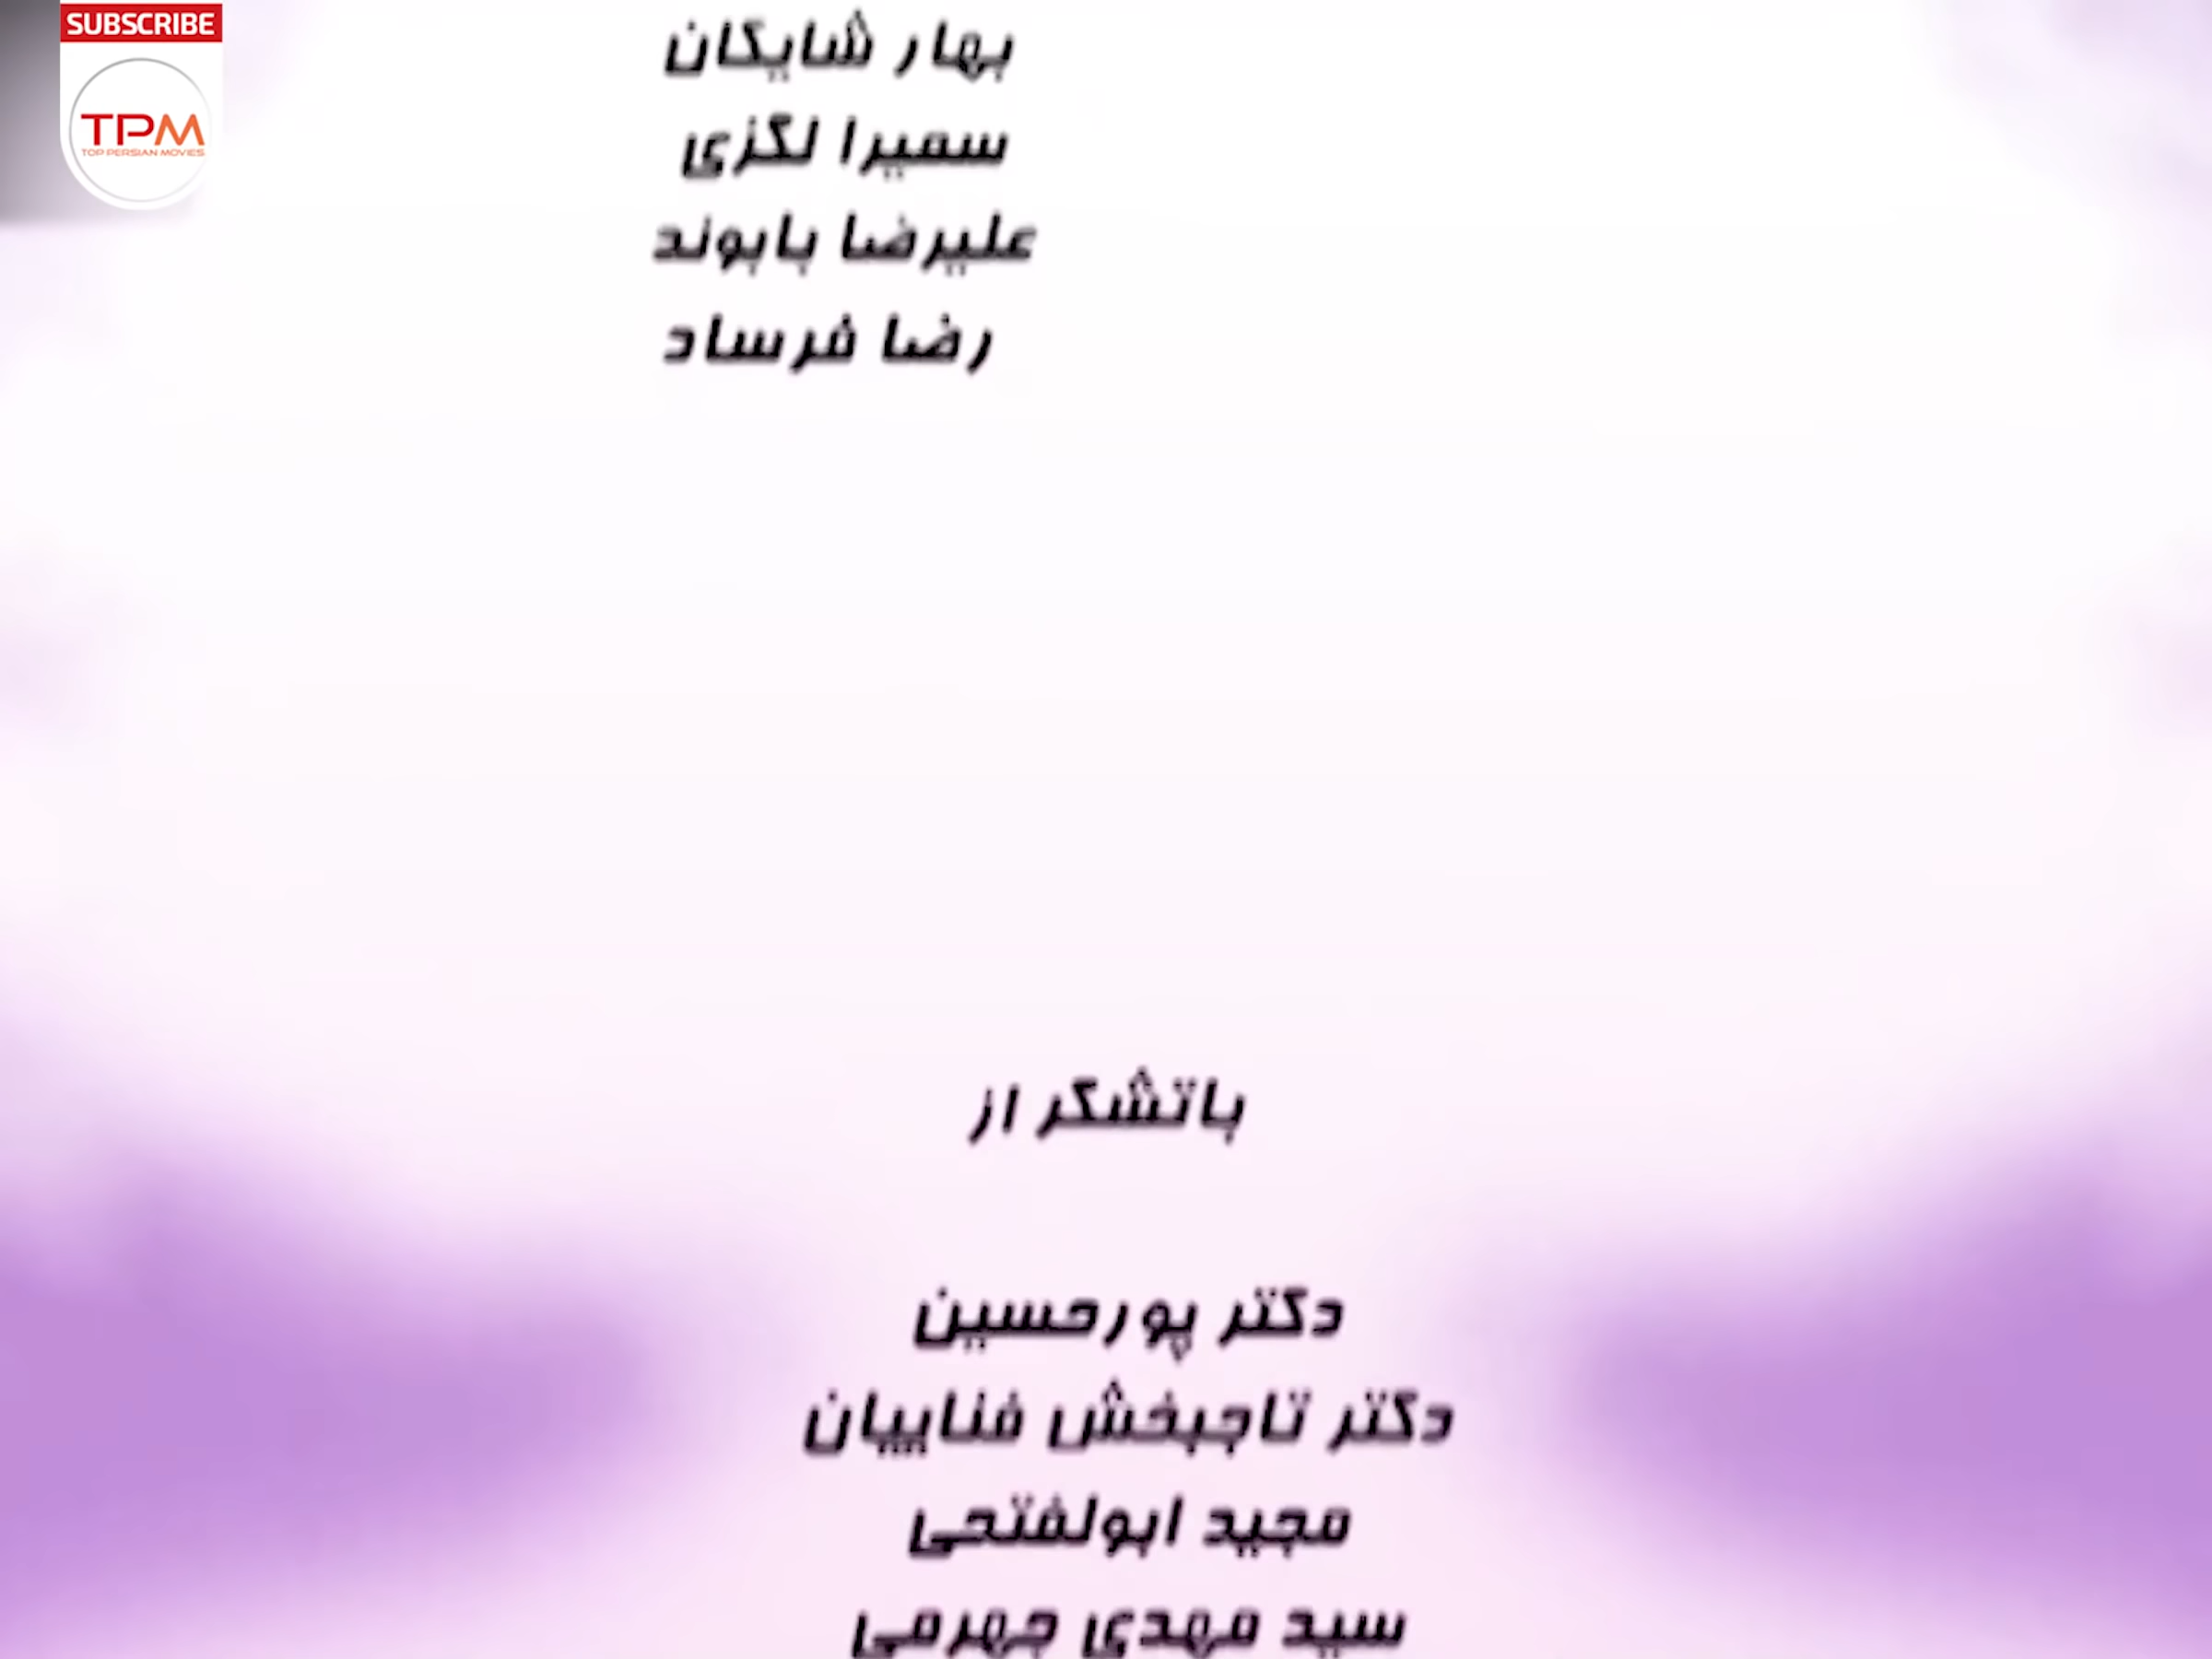 SUBSCRIBE
TPM
TOP PERSIAN MOVIES
بهار شایگان
سمیرا لگزی
علیرضا بابوند
رضا فرساد
باتشکر از
دکتر پورحسین
دکتر تاجبخش فناییان
مجید ابولفتحی
سید مهدی جهرمی